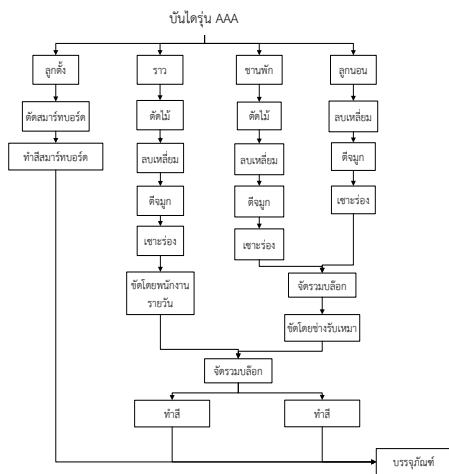 บันไดรุ่น AAA
ลูกตั้ง
ราว
ชานพัก
ลูกนอน
ตัดสมาร์ทบอร์ด
ตัดไม้
ตัดไม้
ลบเหลี่ยม
ทำสีสมาร์ทบอร์ด
ลบเหลี่ยม
ลบเหลี่ยม
ตีจมูก
ตีจมูก
ตีจมูก
เซาะร่อง
เซาะร่อง
เซาะร่อง
ขัดโดยพนักงาน
รายวัน
จัดรวมบล๊อก
ขัดโดยช่างรับเหมา
จัดรวมบล๊อก
ทำสี
ทำสี
บรรจุภัณฑ์